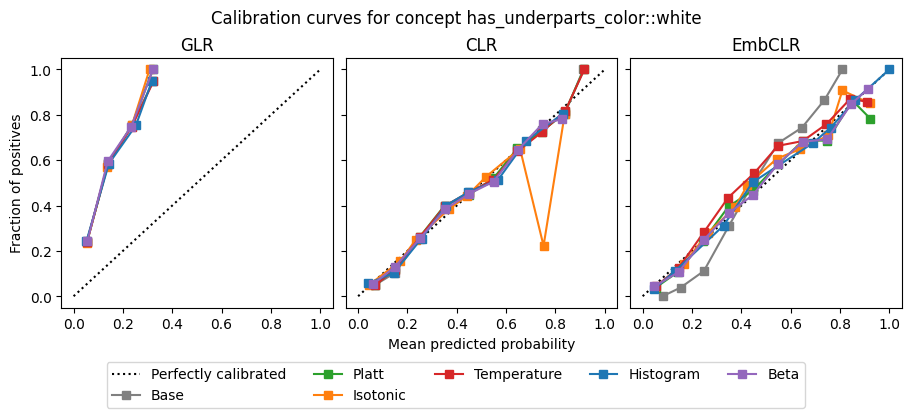 Calibration curves for concept has_underparts_color::white
GLR
CLR
EmbCLR
Fraction of positives
1.0
0.8
0.6
0.4
0.2
0.0
0.0 0.2 0.4 0.6 0.8 1.0
0.0 0.2 0.4 0.6 0.8 1.0
0.0 0.2 0.4 0.6 0.8 1.0
Mean predicted probability
Perfectly calibrated
Base
Platt
Isotonic
Temperature
Histogram
Beta